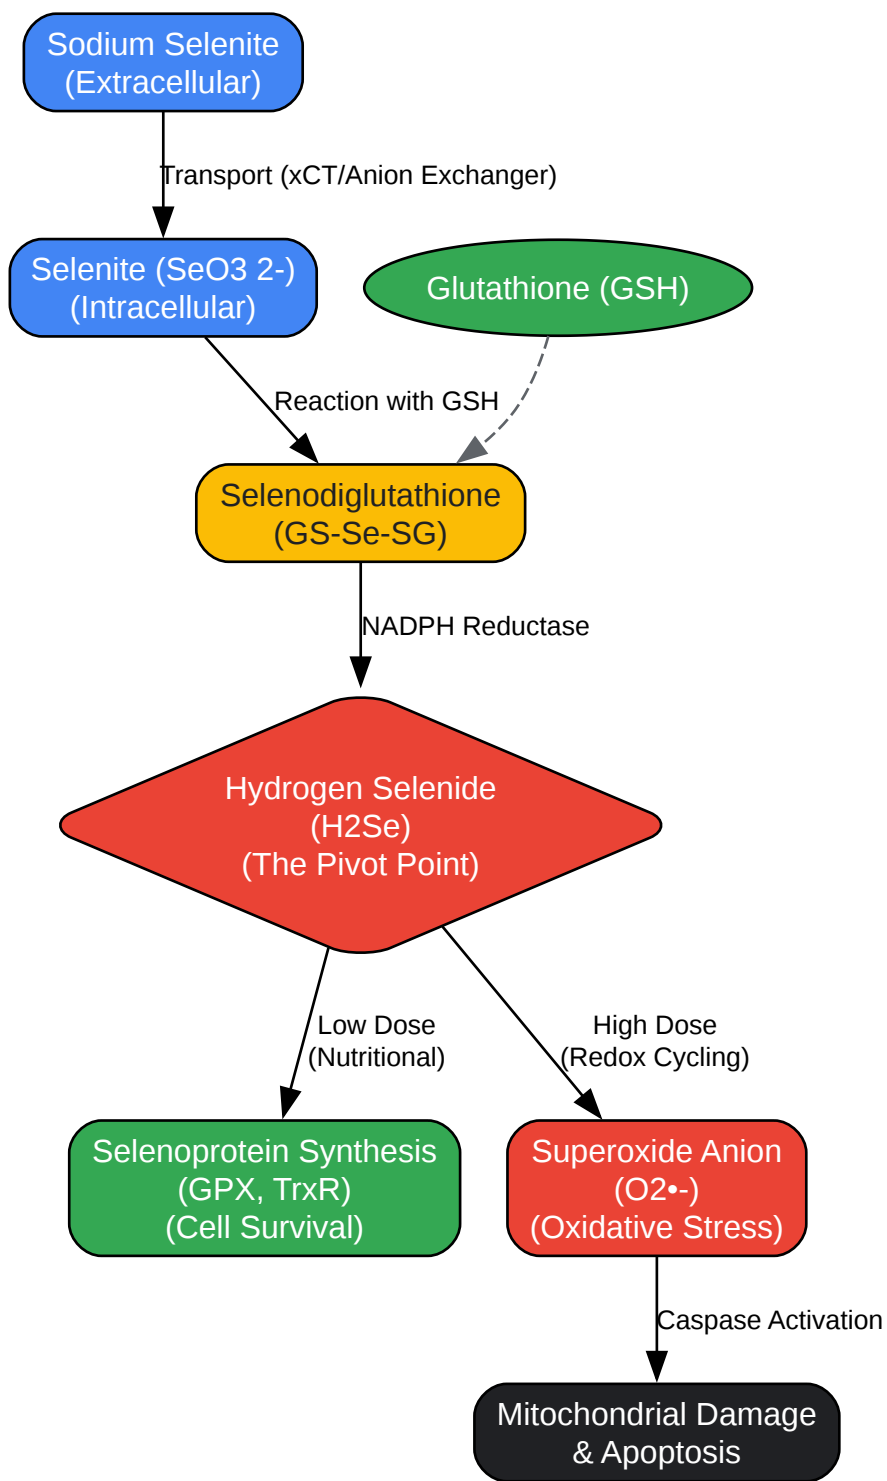 Sodium Selenite
(Extracellular)
Transport (xCT/Anion Exchanger)
Selenite (SeO3 2-)
(Intracellular)
Glutathione (GSH)
Reaction with GSH
Selenodiglutathione
(GS-Se-SG)
NADPH Reductase
Hydrogen Selenide
(H2Se)
(The Pivot Point)
Low Dose
(Nutritional)
High Dose
(Redox Cycling)
Selenoprotein Synthesis
(GPX, TrxR)
(Cell Survival)
Superoxide Anion
(O2•-)
(Oxidative Stress)
Caspase Activation
Mitochondrial Damage
& Apoptosis